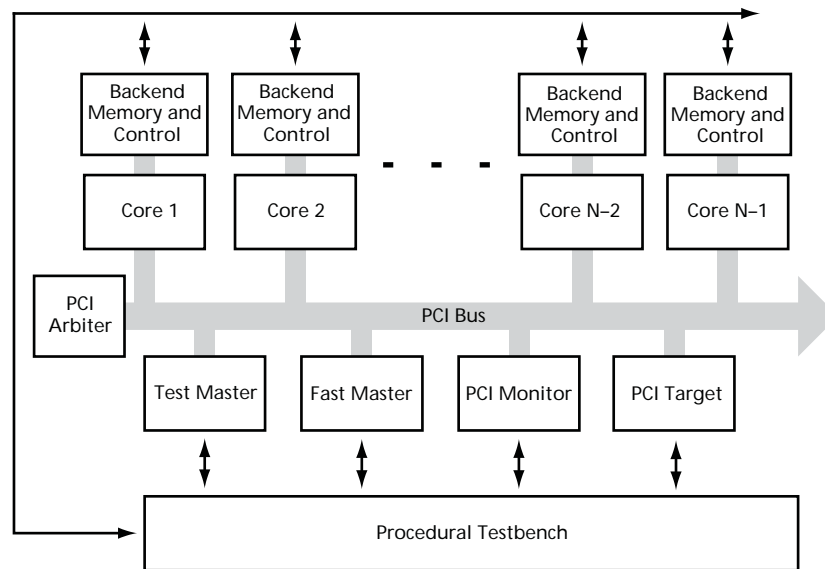 Backend
Memory and
Control
Backend
Memory and
Control
Backend
Memory and
Control
Backend
Memory and
Control
Core 1
Core 2
Core N–2
Core N–1
PCI
Arbiter
PCI Bus
Test Master
Fast Master
PCI Monitor
PCI Target
Procedural Testbench